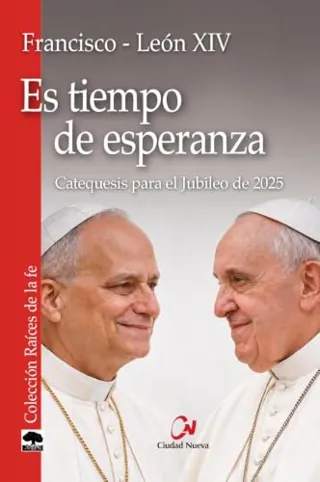 Francisco - León XIV
Es tiempo
de esperanza
Catequesis para el Jubileo de 2025
Colección Raíces de la fe
Ciudad Nueva